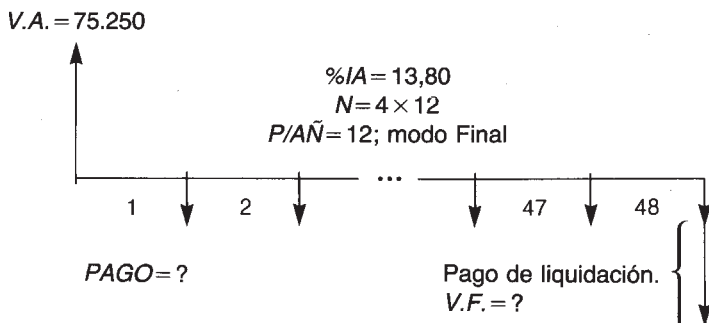 V.A. = 75.250
%IA = 13,80
N = 4 × 12
P/AÑ = 12; modo Final
...
1 2 47 48
PAGO = ?
Pago de liquidación.
V.F. = ?